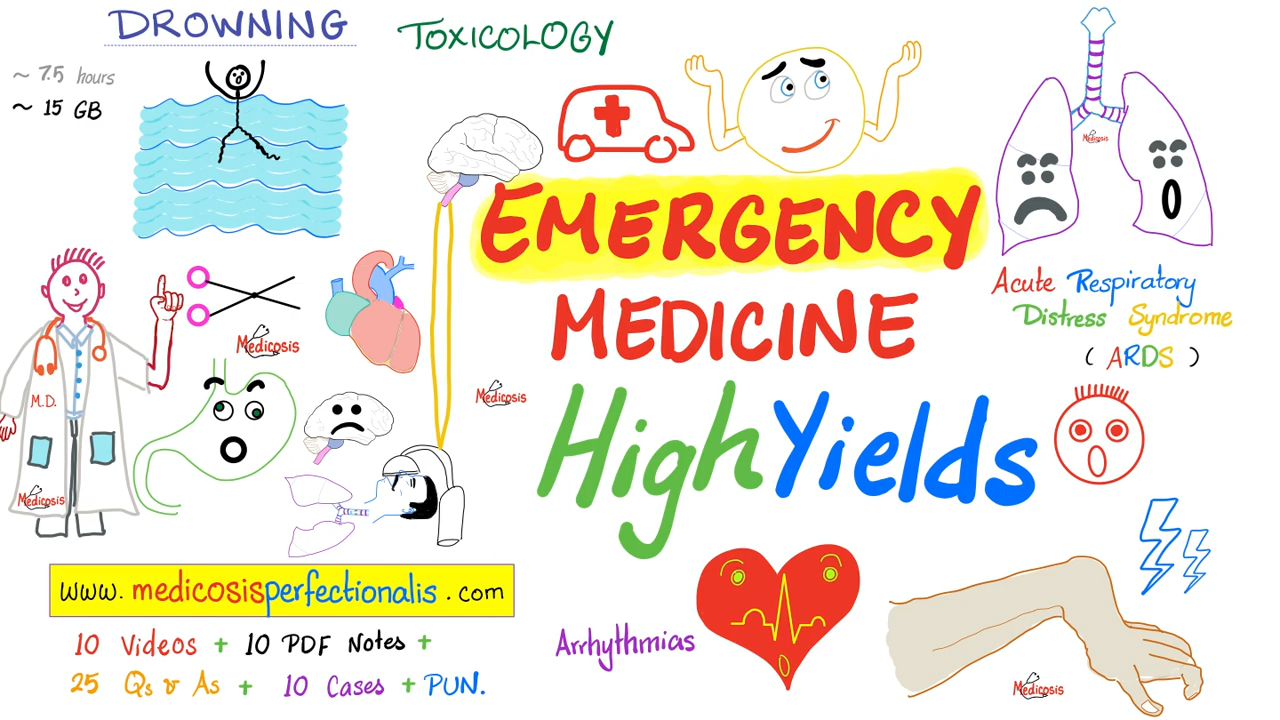 DROWNING
TOXICOLOGY
~ 7.5 hours
~ 15 GB
Medicosis
EMERGENCY
MEDICINE
High Yields
Acute Respiratory
Distress Syndrome
( ARDS )
Medicosis
Medicosis
M.D.
Medicosis
www.medicosisperfectionalis.com
10 Videos + 10 PDF Notes +
25 Qs & As + 10 Cases + PUN.
Arrhythmias
Medicosis